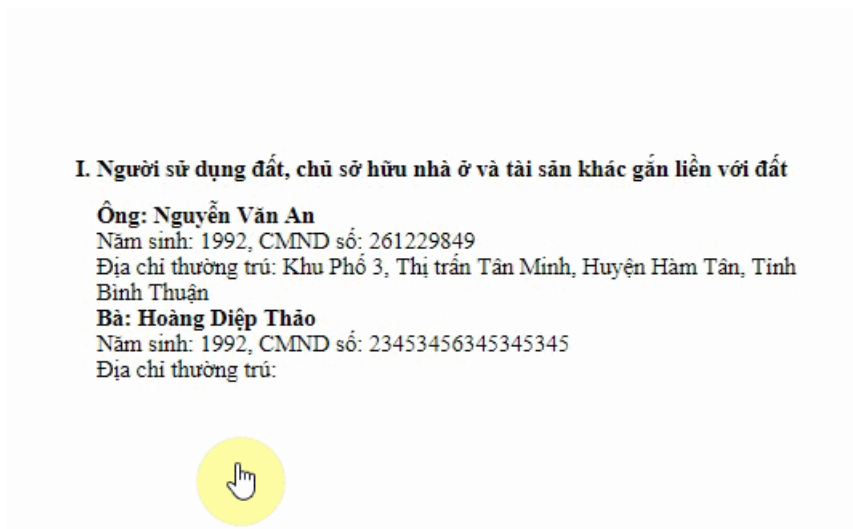 I. Người sử dụng đất, chủ sở hữu nhà ở và tài sản khác gắn liền với đất
Ông: Nguyễn Văn An
Năm sinh: 1992, CMND số: 261229849
Địa chỉ thường trú: Khu Phố 3, Thị trấn Tân Minh, Huyện Hàm Tân, Tỉnh
Bình Thuận
Bà: Hoàng Diệp Thảo
Năm sinh: 1992, CMND số: 23453456345345345
Địa chỉ thường trú: